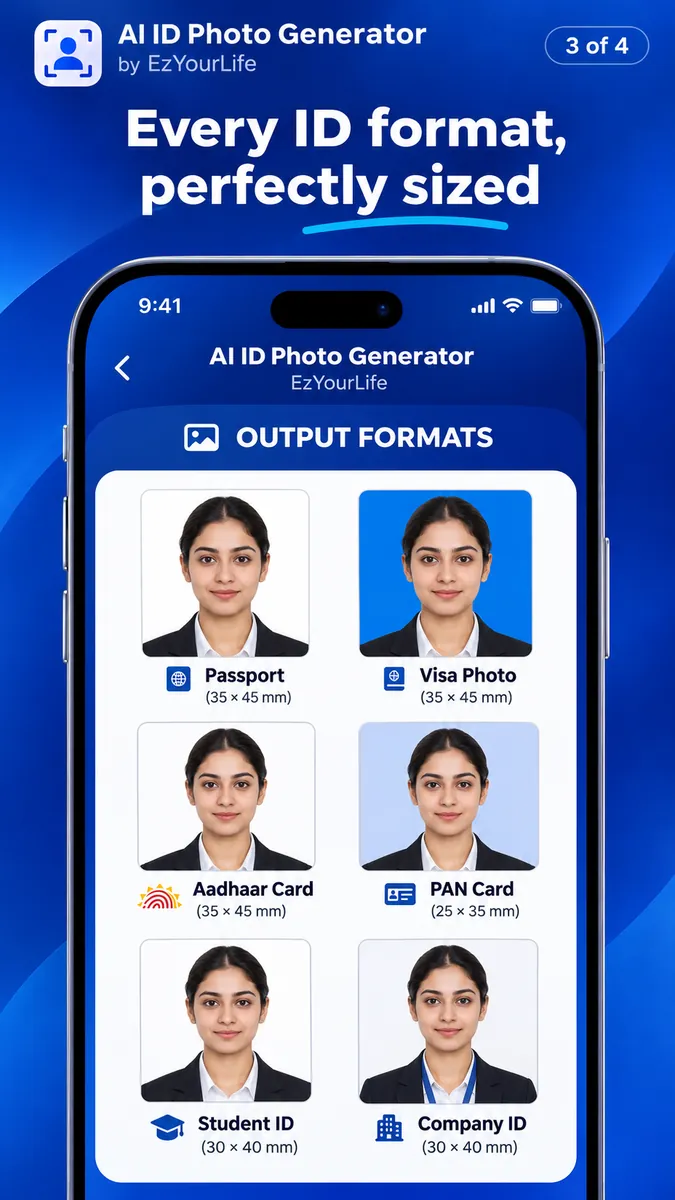 AI ID Photo Generator
by EzYourLife
3 of 4
Every ID format,
perfectly sized
9:41
AI ID Photo Generator
EzYourLife
OUTPUT FORMATS
Passport
(35 × 45 mm)
Visa Photo
(35 × 45 mm)
Aadhaar Card
(35 × 45 mm)
PAN Card
(25 × 35 mm)
Student ID
(30 × 40 mm)
Company ID
(30 × 40 mm)